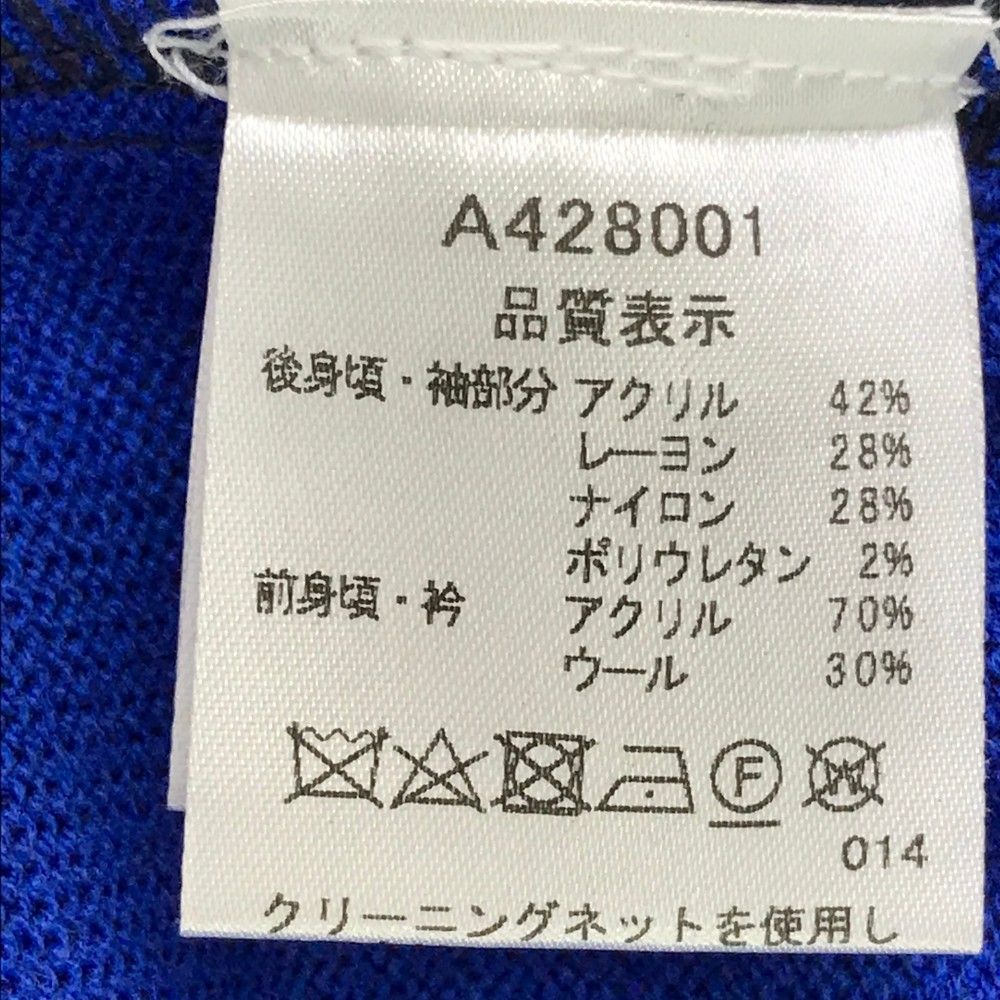 A428001
品質表示
後身頃・袖部分 アクリル 42%
レーヨン 28%
ナイロン 28%
ポリウレタン 2%
前身頃・衿 アクリル 70%
ウール 30%
F W
014
クリーニングネットを使用し